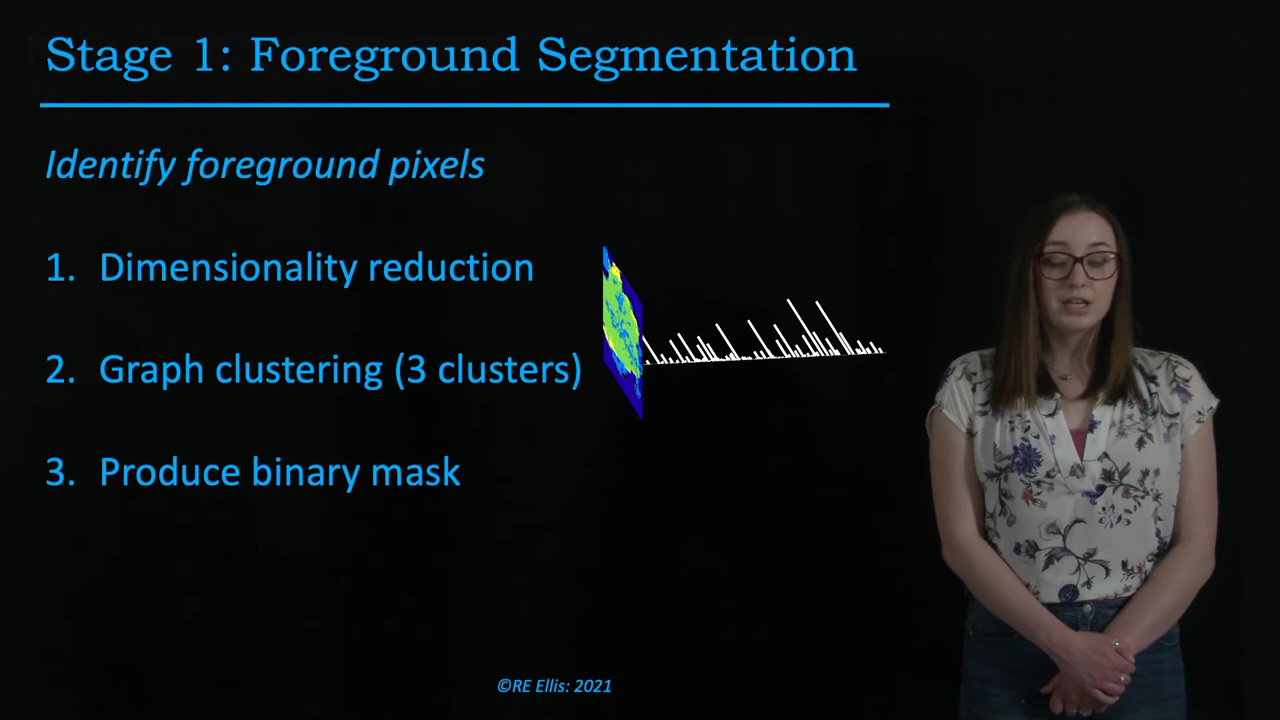 Stage 1: Foreground Segmentation
Identify foreground pixels
1. Dimensionality reduction
2. Graph clustering (3 clusters)
3. Produce binary mask
©RE Ellis: 2021